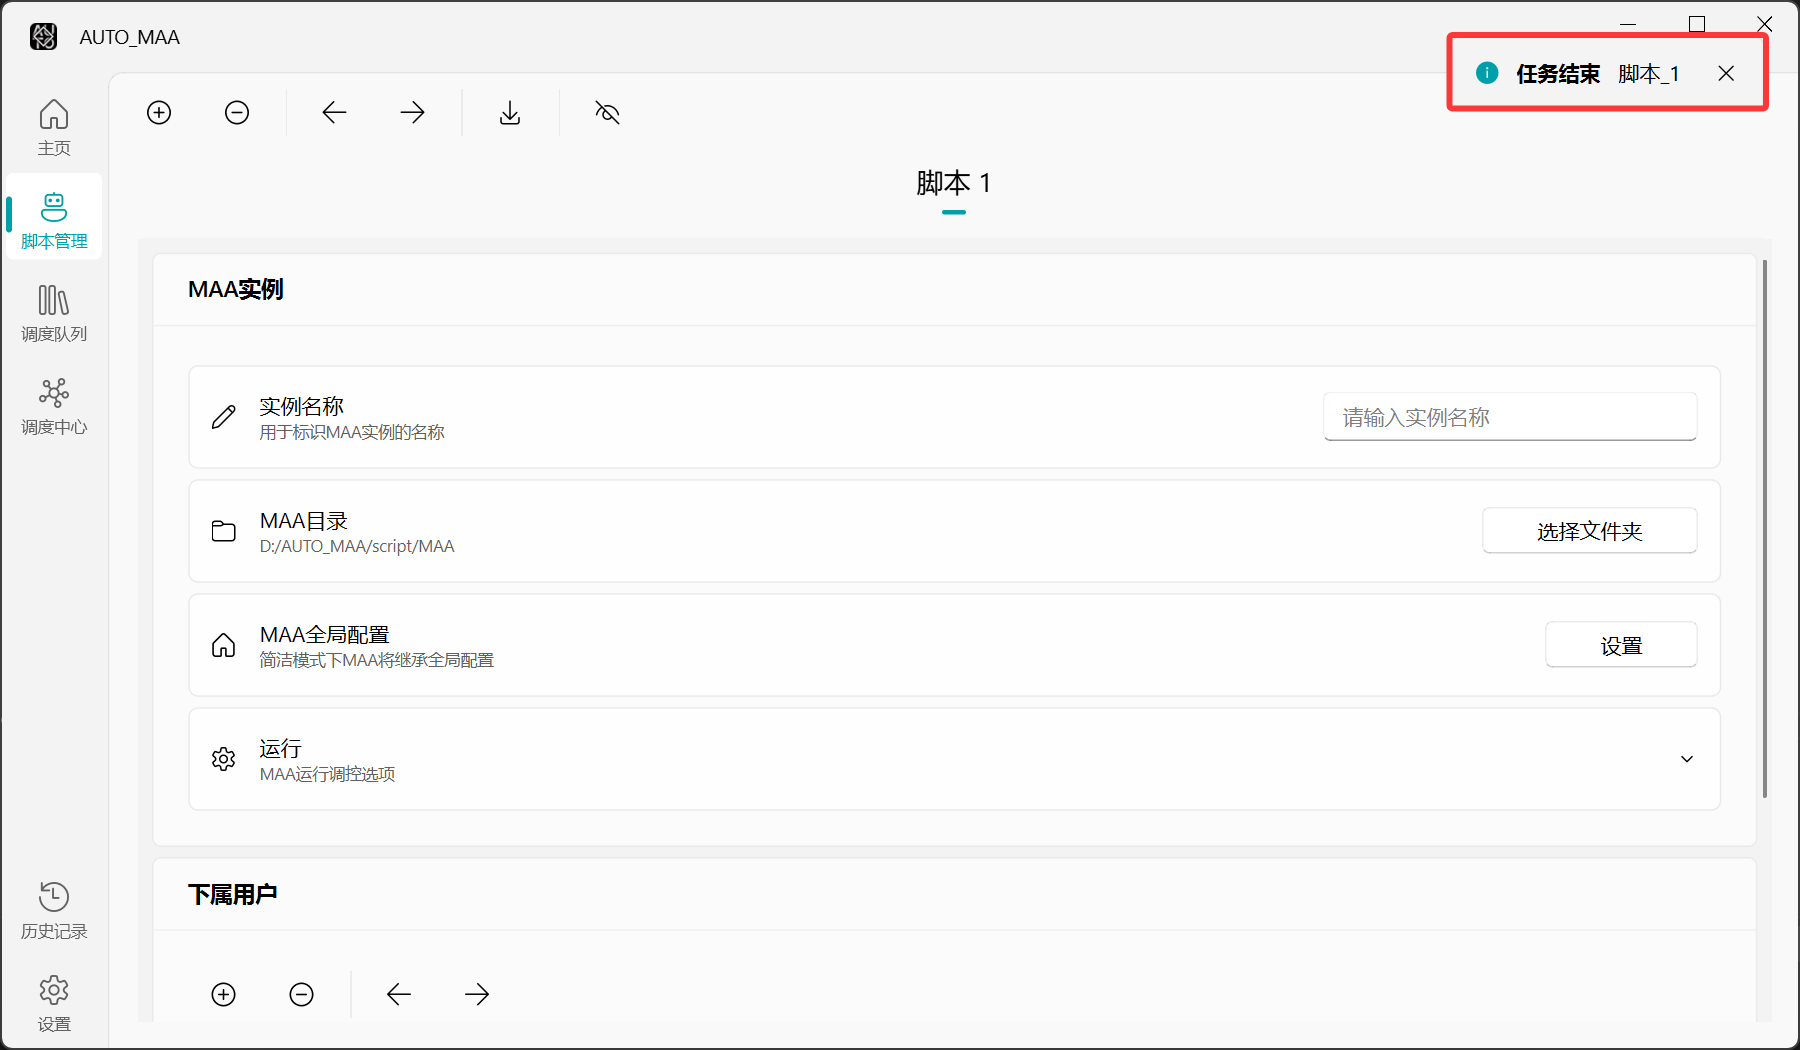 AUTO_MAA
任务结束 脚本_1
主页
脚本管理
调度队列
调度中心
历史记录
设置
脚本 1
MAA实例
实例名称
用于标识MAA实例的名称
请输入实例名称
MAA目录
D:/AUTO_MAA/script/MAA
选择文件夹
MAA全局配置
简洁模式下MAA将继承全局配置
设置
运行
MAA运行调控选项
下属用户